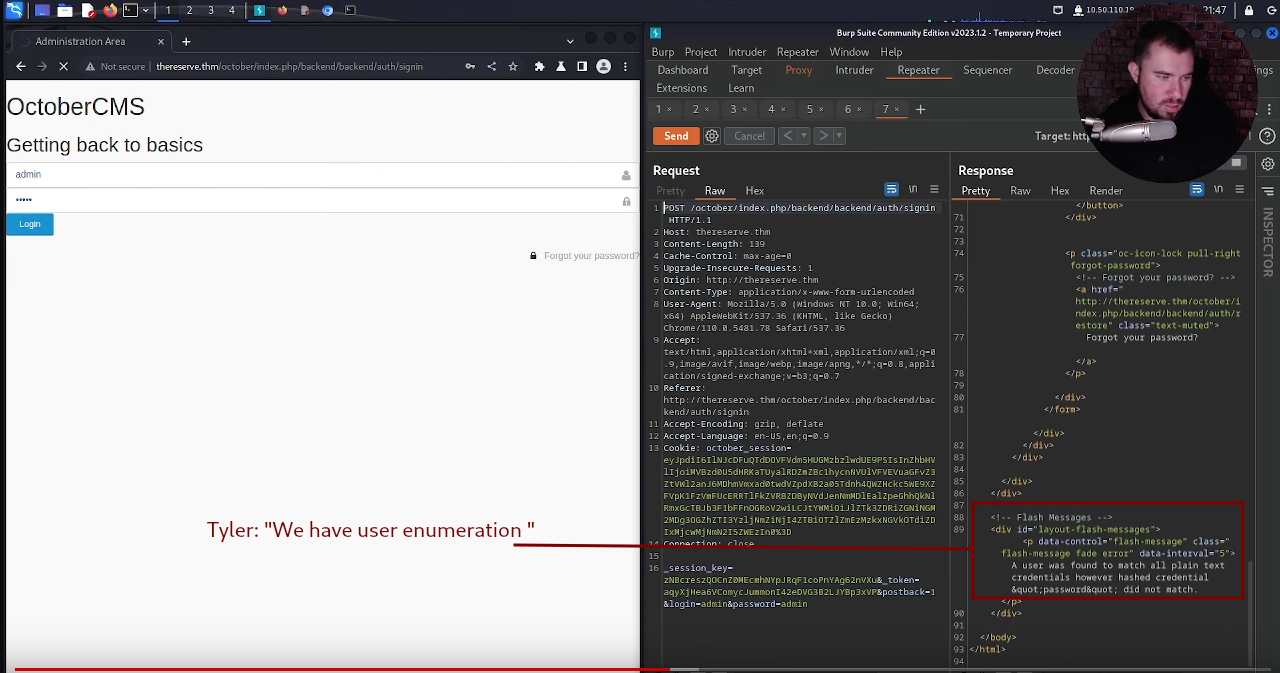 1
2
3
4
10.50.110.
21:47
Administration Area
Not secure
thereserve.thm/october/index.php/backend/backend/auth/signin
OctoberCMS
Getting back to basics
admin
•••••
Login
Forgot your password?
Tyler: "We have user enumeration "
Burp Suite Community Edition v2023.1.2 - Temporary Project
Burp Project Intruder Repeater Window Help
Dashboard Target Proxy Intruder Repeater Sequencer Decoder
Extensions Learn
1 × 2 × 3 × 4 × 5 × 6 × 7 × +
Send Cancel < > Target:
Request
Pretty Raw Hex \n
1 POST /october/index.php/backend/backend/auth/signin
HTTP/1.1
2 Host: thereserve.thm
3 Content-Length: 139
4 Cache-Control: max-age=0
5 Upgrade-Insecure-Requests: 1
6 Origin: http://thereserve.thm
7 Content-Type: application/x-www-form-urlencoded
8 User-Agent: Mozilla/5.0 (Windows NT 10.0; Win64;
x64) AppleWebKit/537.36 (KHTML, like Gecko)
Chrome/110.0.5481.78 Safari/537.36
9 Accept:
text/html,application/xhtml+xml,application/xml;q=0
.9,image/avif,image/webp,image/apng,*/*;q=0.8,appli
cation/signed-exchange;v=b3;q=0.7
10 Referer:
http://thereserve.thm/october/index.php/backend/bac
kend/auth/signin
11 Accept-Encoding: gzip, deflate
12 Accept-Language: en-US,en;q=0.9
13 Cookie: october_session=
14 Connection: close
15
16 _session_key=
&postback=1
&login=admin&password=admin
Response
Pretty Raw Hex Render \n
INSPECTOR
</button>
71 </div>
72
73
74 <p class="oc-icon-lock pull-right
forgot-password">
75 <!-- Forgot your password? -->
76 <a href="
http://thereserve.thm/october/i
ndex.php/backend/backend/auth/r
estore" class="text-muted">
77 Forgot your password?
</a>
78 </p>
79
80 </div>
81 </form>
</div>
82 </div>
83 </div>
84
85 </div>
86 </div>
87
88 <!-- Flash Messages -->
89 <div id="layout-flash-messages">
<p data-control="flash-message" class="
flash-message fade error" data-interval="5">
A user was found to match all plain text
credentials however hashed credential
&quot;password&quot; did not match.
</p>
90 </div>
91
92 </body>
93 </html>
94